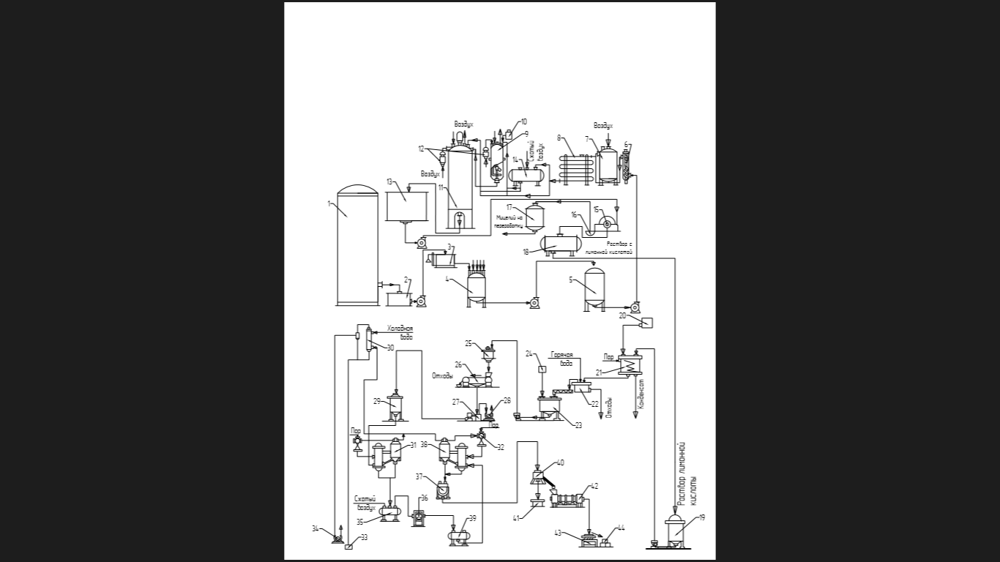 Воздух
10
9
Воздух
8
7
6
12
Сжатый
воздух
14
Воздух
13
11
1
17
16
15
Мицелий на
переработку
18
Раствор с
лимонной кислотой
3
2
4
5
20
Холодная
вода
30
25
24
Горячая
вода
Пар
21
26
Отходы
22
Отходы
Конденсат
29
27
28
23
Пар
Пар
31
38
32
40
37
42
Раствор лимонной
кислоты
Сжатый
воздух
36
35
41
39
19
34
33
43
44